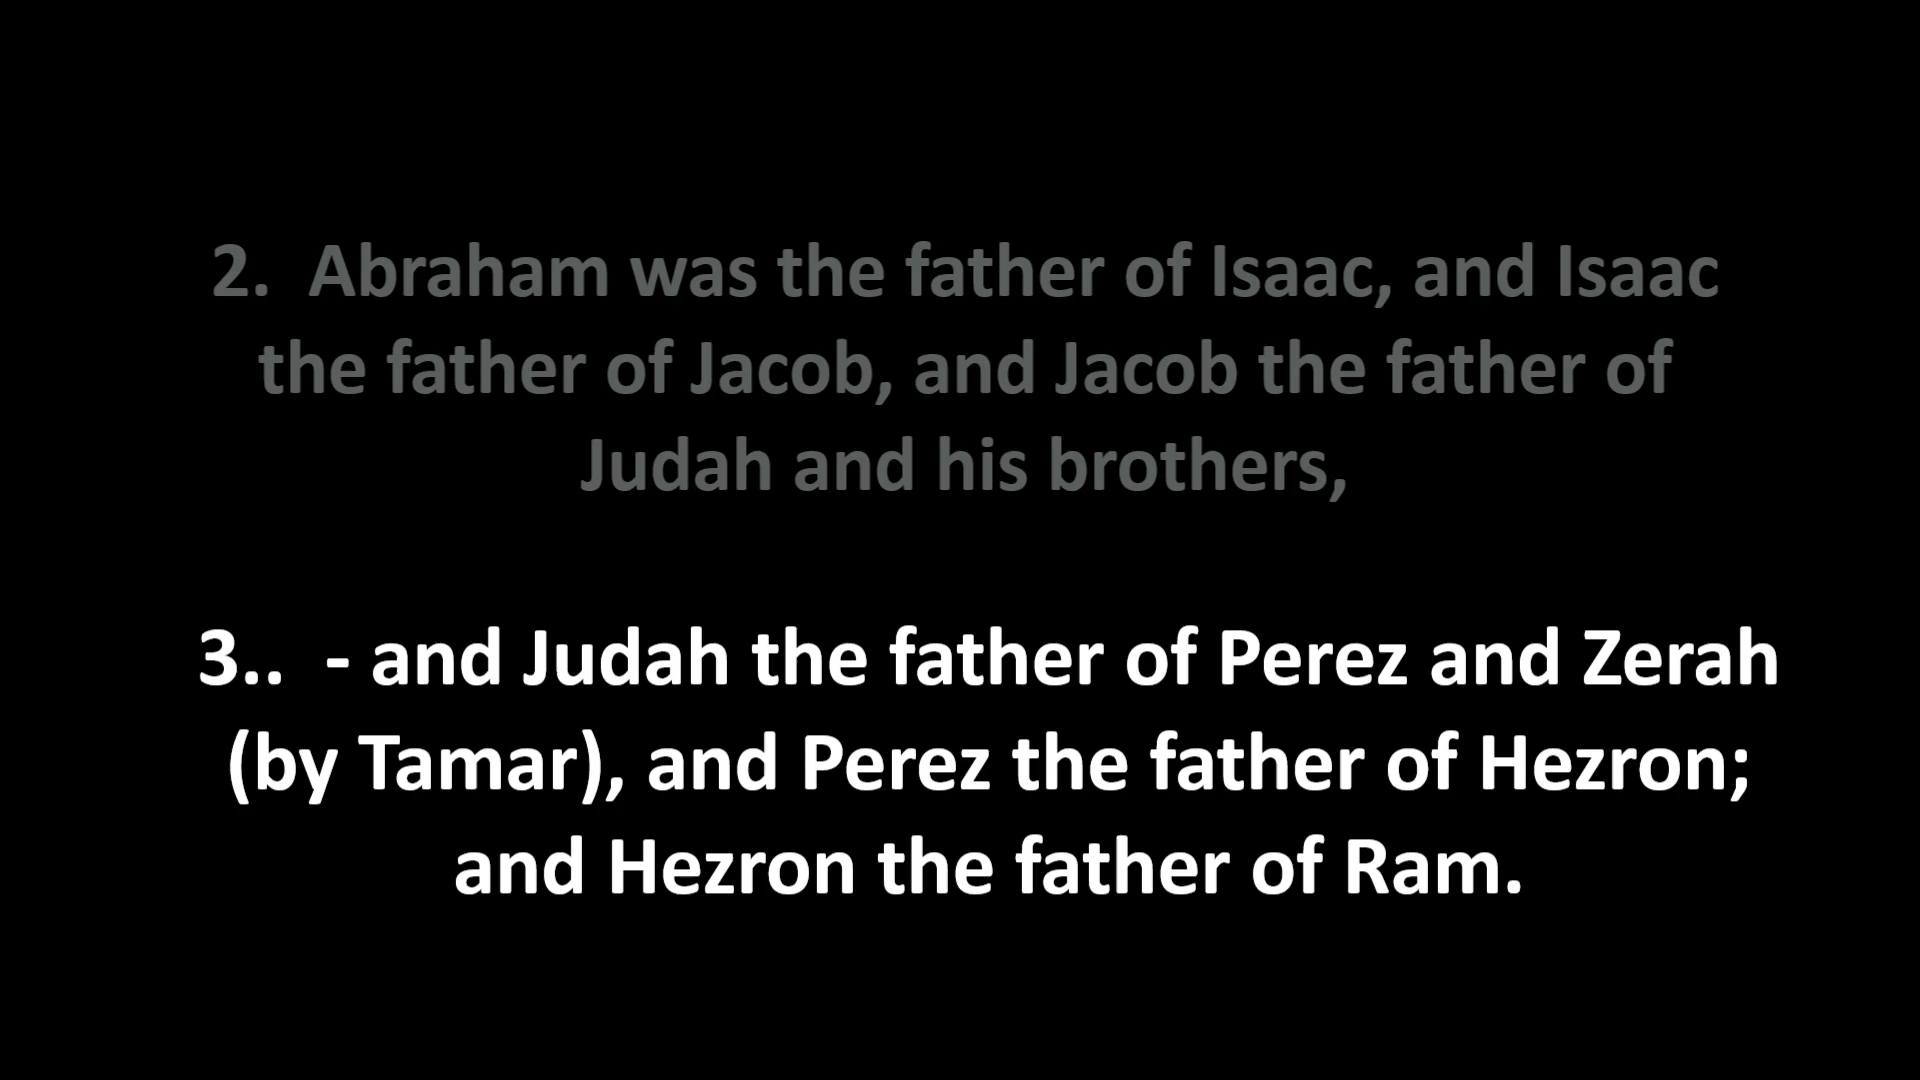 2.  Abraham was the father of Isaac, and Isaac
the father of Jacob, and Jacob the father of
Judah and his brothers,
3..  - and Judah the father of Perez and Zerah
(by Tamar), and Perez the father of Hezron;
and Hezron the father of Ram.